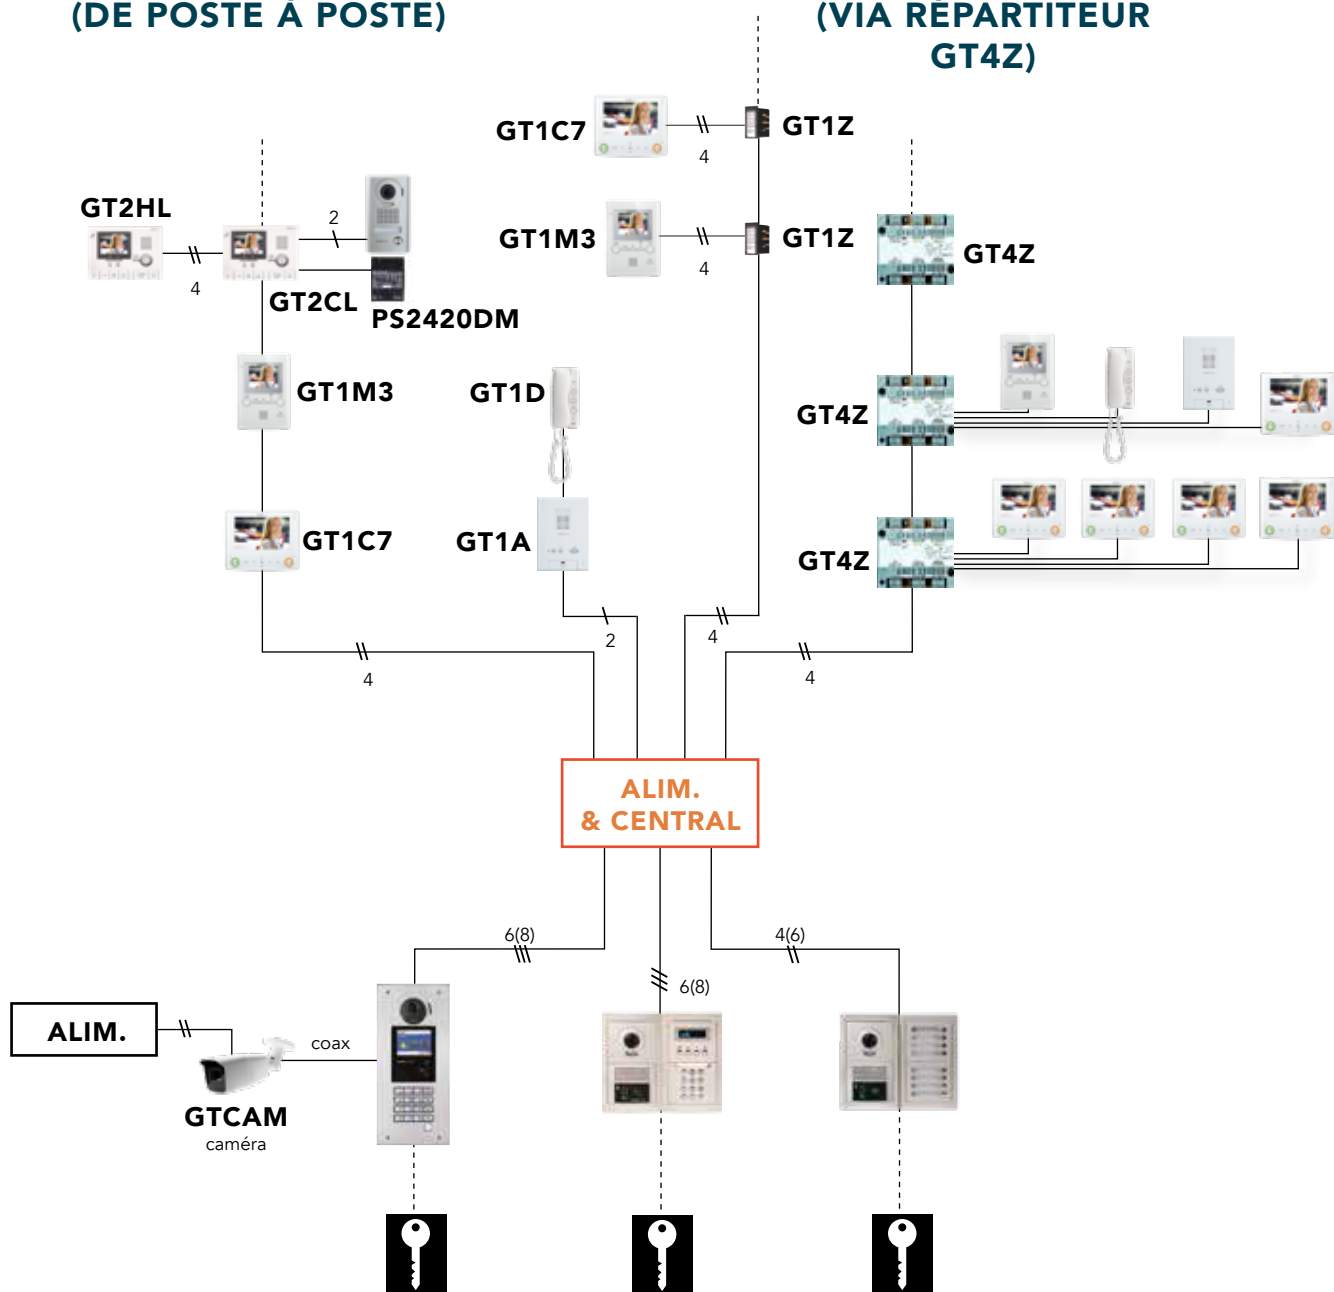 (DE POSTE À POSTE)
(VIA RÉPARTITEUR
GT4Z)
GT1C7
4
GT1Z
GT2HL
4
2
GT2CL
PS2420DM
GT1M3
4
GT1Z
GT4Z
GT1M3
GT1D
GT4Z
GT1C7
GT1A
GT4Z
4
2
4
4
ALIM.
& CENTRAL
6(8)
6(8)
4(6)
ALIM.
coax
GTCAM
caméra